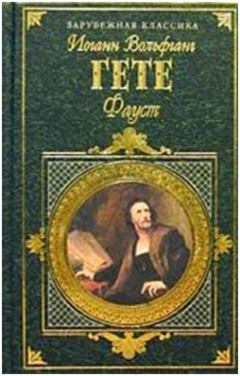 ЗАРУБЕЖНАЯ КЛАССИКА
Иоганн Вольфганг
ГЕТЕ
Фауст